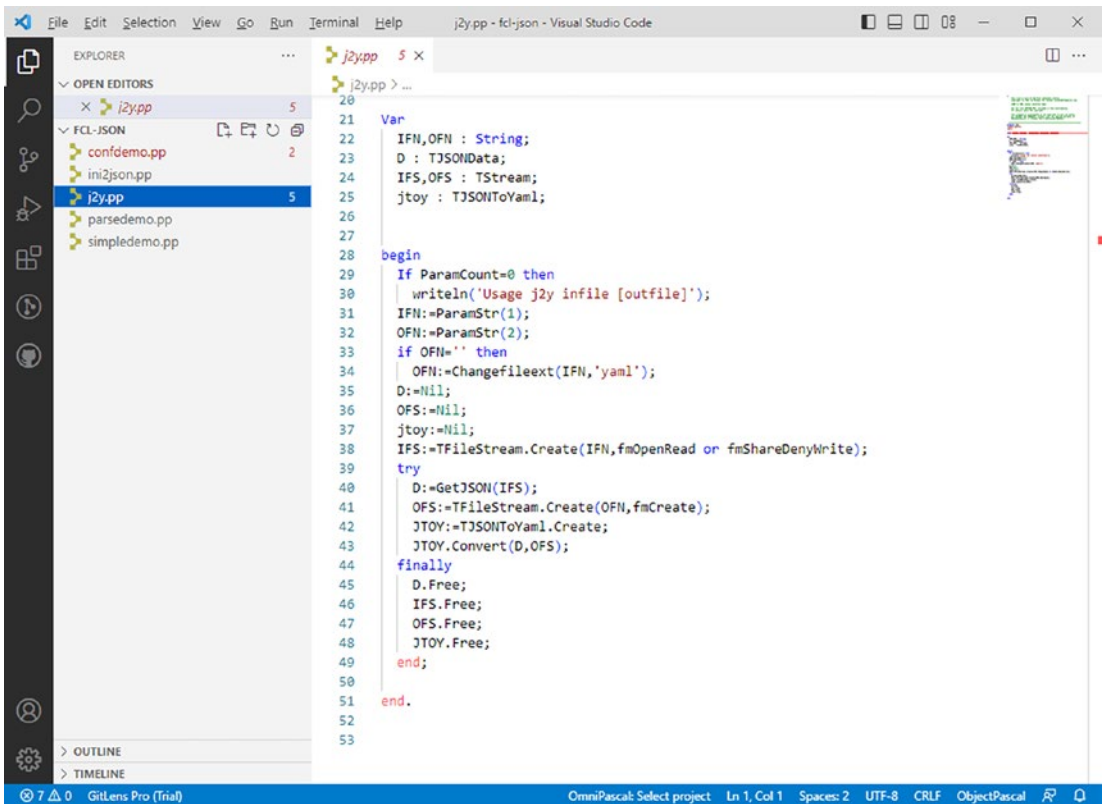 File Edit Selection View Go Run Terminal Help j2y.pp - fcl-json - Visual Studio Code
EXPLORER
OPEN EDITORS
j2y.pp 5
FCL-JSON
confdemo.pp 2
ini2json.pp
j2y.pp 5
parsedemo.pp
simpledemo.pp
OUTLINE
TIMELINE
j2y.pp 5
j2y.pp > ...
20
21 Var
22 IFN,OFN : String;
23 D : TJSONData;
24 IFS,OFS : TStream;
25 jtoy : TJSONToYaml;
26
27
28 begin
29 If ParamCount=0 then
30 writeln('Usage j2y infile [outfile]');
31 IFN:=ParamStr(1);
32 OFN:=ParamStr(2);
33 if OFN='' then
34 OFN:=Changefileext(IFN,'yaml');
35 D:=Nil;
36 OFS:=Nil;
37 jtoy:=Nil;
38 IFS:=TFileStream.Create(IFN,fmOpenRead or fmShareDenyWrite);
39 try
40 D:=GetJSON(IFS);
41 OFS:=TFileStream.Create(OFN,fmCreate);
42 JTOY:=TJSONToYaml.Create;
43 JTOY.Convert(D,OFS);
44 finally
45 D.Free;
46 IFS.Free;
47 OFS.Free;
48 JTOY.Free;
49 end;
50
51 end.
52
53
7 0 GitLens Pro (Trial) OmniPascal: Select project Ln 1, Col 1 Spaces: 2 UTF-8 CRLF ObjectPascal